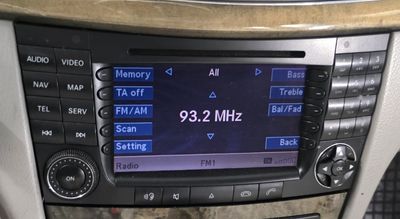 AUDIO VIDEO
NAV MAP
TEL SERV
ON
Memory
TA off
FM/AM
Scan
Setting
All
93.2 MHz
Bass
Treble
Bal/Fad
Back
Radio FM1